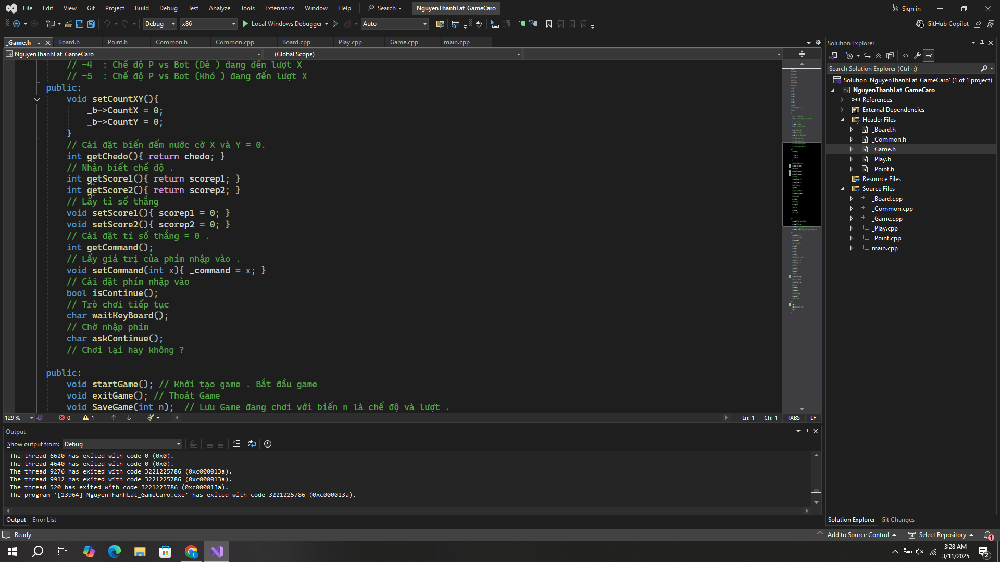 File Edit View Git Project Build Debug Test Analyze Tools Extensions Window Help Search NguyenThanhLat_GameCaro Sign in
Debug x86 Local Windows Debugger Auto GitHub Copilot
_Game.h _Board.h _Point.h _Common.h _Common.cpp _Board.cpp _Play.cpp _Game.cpp main.cpp
NguyenThanhLat_GameCaro (Global Scope)
// -4  : Chế độ P vs Bot (Dê ) đang đến lượt X
// -5  : Chế độ P vs Bot (Khó ) đang đến lượt X
public:
void setCountXY(){
_b->CountX = 0;
_b->CountY = 0;
}
// Cài đặt biến đếm nước cờ X và Y = 0.
int getChedo(){ return chedo; }
// Nhận biết chế độ .
int getScore1(){ return scorep1; }
int getScore2(){ return scorep2; }
// Lấy tỉ số thắng
void setScore1(){ scorep1 = 0; }
void setScore2(){ scorep2 = 0; }
// Cài đặt tỉ số thắng = 0 .
int getCommand();
// Lấy giá trị của phím nhập vào .
void setCommand(int x){ _command = x; }
// Cài đặt phím nhập vào
bool isContinue();
// Trò chơi tiếp tục
char waitKeyBoard();
// Chờ nhập phím
char askContinue();
// Chơi lại hay không ?
public:
void startGame(); // Khởi tạo game . Bắt đầu game
void exitGame(); // Thoát Game
void SaveGame(int n);  // Lưu Game đang chơi với biến n là chế độ và lượt .
129 % 0 1 Ln: 1 Ch: 1 TABS LF
Output
Show output from: Debug
The thread 6620 has exited with code 0 (0x0).
The thread 4640 has exited with code 0 (0x0).
The thread 9276 has exited with code 3221225786 (0xc000013a).
The thread 9912 has exited with code 3221225786 (0xc000013a).
The thread 520 has exited with code 3221225786 (0xc000013a).
The program '[13964] NguyenThanhLat_GameCaro.exe' has exited with code 3221225786 (0xc000013a).
Output Error List
Solution Explorer
Search Solution Explorer (Ctrl+;)
Solution 'NguyenThanhLat_GameCaro' (1 of 1 project)
NguyenThanhLat_GameCaro
References
External Dependencies
Header Files
_Board.h
_Common.h
_Game.h
_Play.h
_Point.h
Resource Files
Source Files
_Board.cpp
_Common.cpp
_Game.cpp
_Play.cpp
_Point.cpp
main.cpp
Solution Explorer Git Changes
Ready Add to Source Control Select Repository 1
3:28 AM
3/11/2025
2